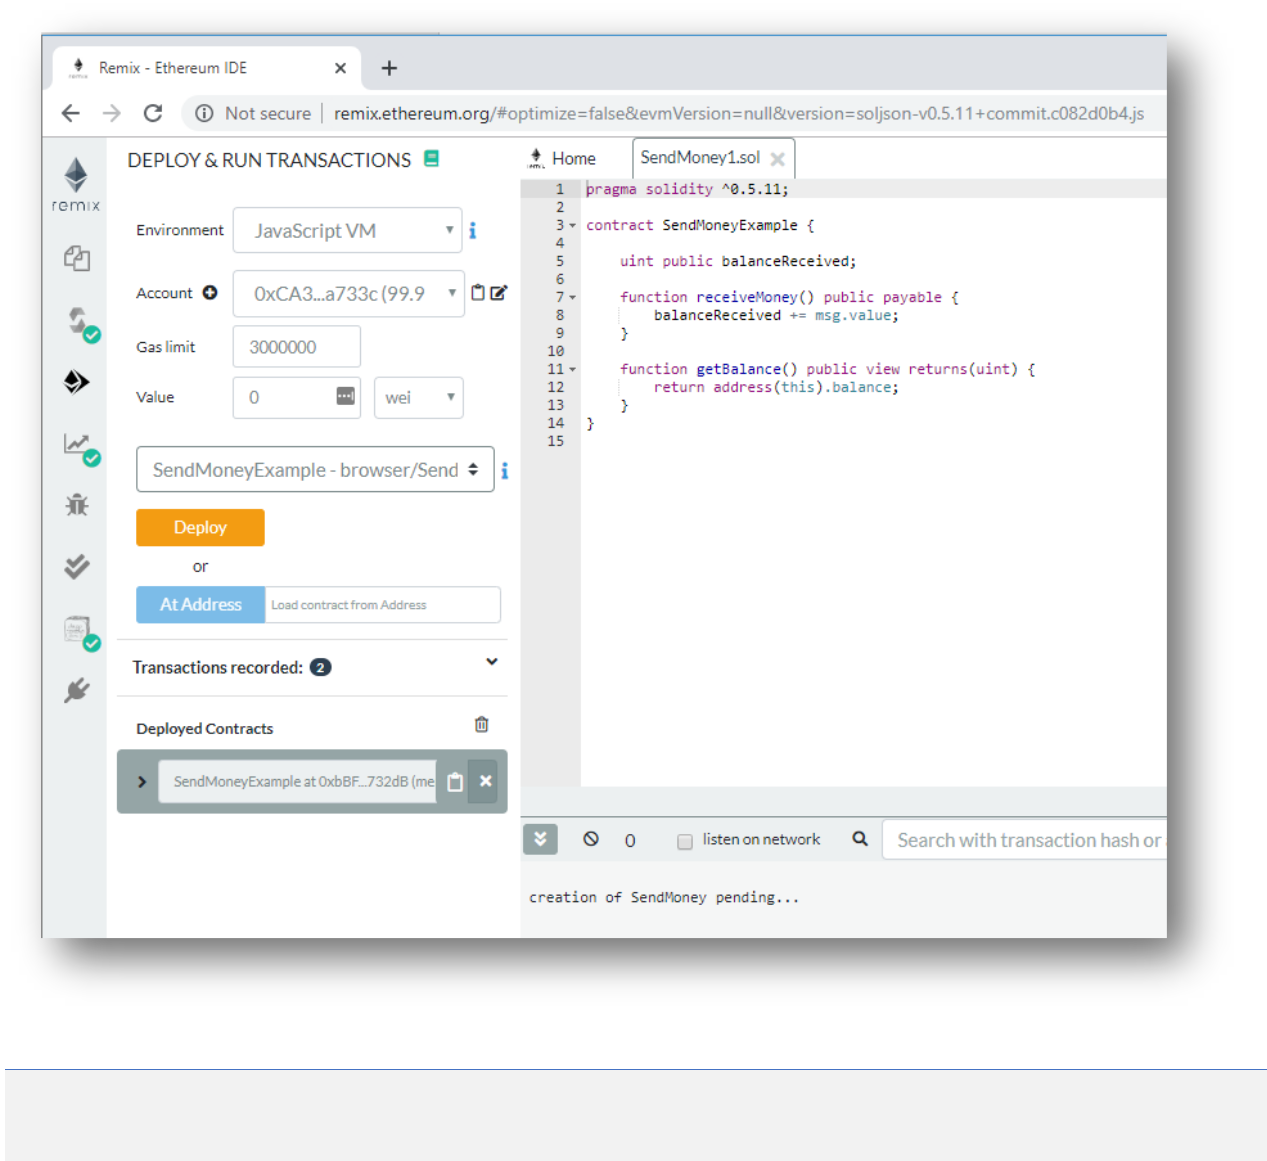 Remix - Ethereum IDE
Not secure | remix.ethereum.org/#optimize=false&evmVersion=null&version=soljson-v0.5.11+commit.c082d0b4.js
remix
DEPLOY & RUN TRANSACTIONS
Environment JavaScript VM
Account 0xCA3...a733c (99.9
Gas limit 3000000
Value 0 wei
SendMoneyExample - browser/Send
Deploy
or
At Address Load contract from Address
Transactions recorded: 2
Deployed Contracts
SendMoneyExample at 0xbBF...732dB (me
Home SendMoney1.sol
1 pragma solidity ^0.5.11;
2
3 contract SendMoneyExample {
4
5 uint public balanceReceived;
6
7 function receiveMoney() public payable {
8 balanceReceived += msg.value;
9 }
10
11 function getBalance() public view returns(uint) {
12 return address(this).balance;
13 }
14 }
15
0 listen on network Search with transaction hash or
creation of SendMoney pending...